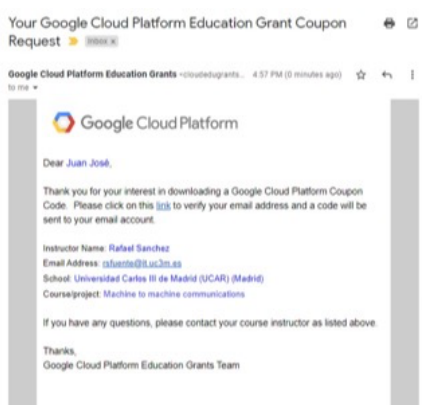 Your Google Cloud Platform Education Grant Coupon
Request
Inbox x
Google Cloud Platform Education Grants <cloudedugrants... 4:57 PM (0 minutes ago)
to me
Google Cloud Platform
Dear Juan José,
Thank you for your interest in downloading a Google Cloud Platform Coupon
Code. Please click on this link to verify your email address and a code will be
sent to your email account.
Instructor Name: Rafael Sanchez
Email Address:
School: Universidad Carlos III de Madrid (UCAR) (Madrid)
Course/project: Machine to machine communications
If you have any questions, please contact your course instructor as listed above.
Thanks,
Google Cloud Platform Education Grants Team